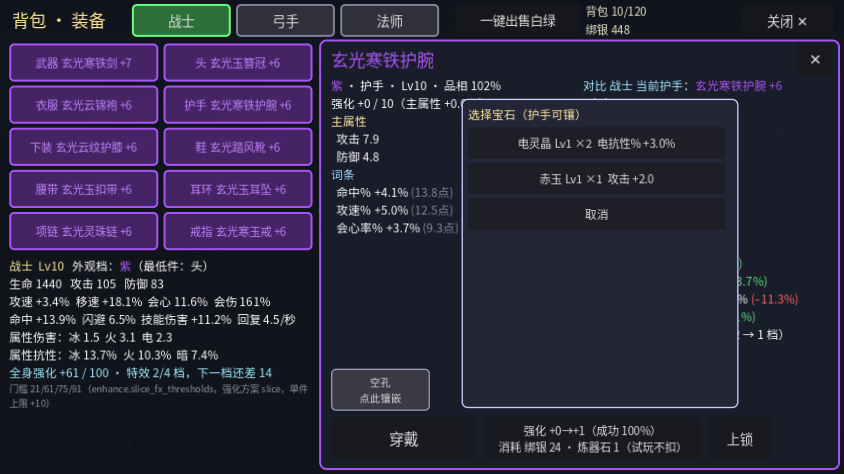 背包 · 装备
战士
弓手
法师
一键出售白绿
背包 10/120
绑银 448
关闭 ×
武器 玄光寒铁剑 +7
头 玄光玉簪冠 +6
衣服 玄光云锦袍 +6
护手 玄光寒铁护腕 +6
下装 玄光云纹护膝 +6
鞋 玄光踏风靴 +6
腰带 玄光玉扣带 +6
耳环 玄光玉耳坠 +6
项链 玄光灵珠链 +6
戒指 玄光寒玉戒 +6
战士 Lv10 外观档：紫（最低件：头）
生命 1440 攻击 105 防御 83
攻速 +3.4% 移速 +18.1% 会心 11.6% 会伤 161%
命中 +13.9% 闪避 6.5% 技能伤害 +11.2% 回复 4.5/秒
属性伤害：冰 1.5 火 3.1 电 2.3
属性抗性：冰 13.7% 火 10.3% 暗 7.4%
全身强化 +61 / 100 · 特效 2/4 档，下一档还差 14
门槛 21/61/75/91（enhance.slice_fx_thresholds，强化方案 slice，单件
上限 +10）
玄光寒铁护腕
×
紫 · 护手 · Lv10 · 品相 102%
对比 战士 当前护手：玄光寒铁护腕 +6
强化 +0 / 10（主属性 +0.
主属性
攻击 7.9
防御 4.8
词条
命中% +4.1% (13.8点)
攻速% +5.0% (12.5点)
会心率% +3.7% (9.3点)
选择宝石（护手可镶）
电灵晶 Lv1 ×2 电抗性% +3.0%
赤玉 Lv1 ×1 攻击 +2.0
取消
)
3.7%)
% (-11.3%)
1%)
→ 1 档）
空孔
点此镶嵌
穿戴
强化 +0→+1（成功 100%）
消耗 绑银 24 · 炼器石 1（试玩不扣）
上锁